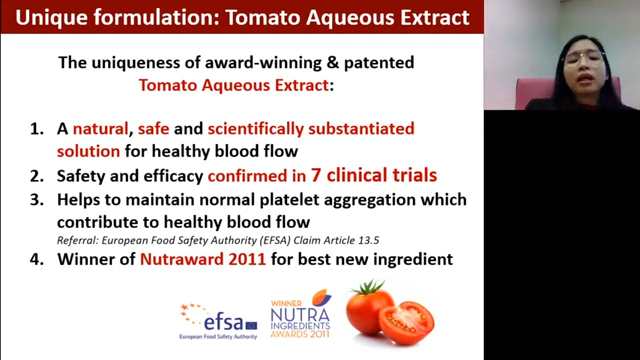 Unique formulation: Tomato Aqueous Extract
The uniqueness of award-winning & patented
Tomato Aqueous Extract:
1. A natural, safe and scientifically substantiated
solution for healthy blood flow
2. Safety and efficacy confirmed in 7 clinical trials
3. Helps to maintain normal platelet aggregation which
contribute to healthy blood flow
Referral: European Food Safety Authority (EFSA) Claim Article 13.5
4. Winner of Nutraward 2011 for best new ingredient
efsa
European Food Safety Authority
WINNER
NUTRA
INGREDIENTS
AWARDS 2011